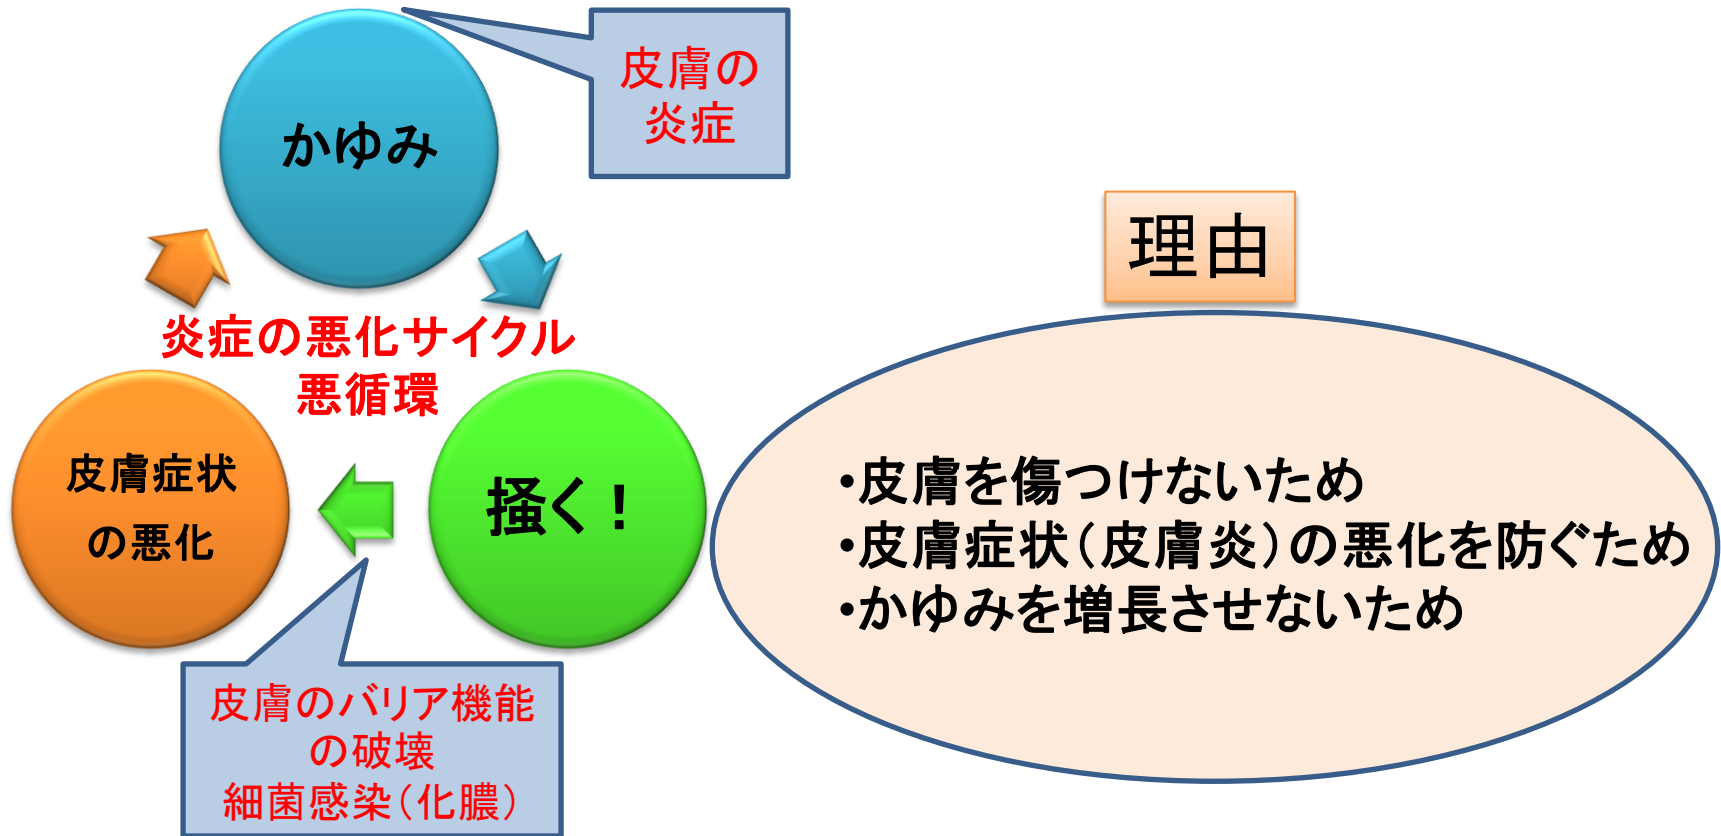 かゆみ
皮膚の
炎症
炎症の悪化サイクル
悪循環
皮膚症状
の悪化
掻く！
皮膚のバリア機能
の破壊
細菌感染（化膿）
理由
・皮膚を傷つけないため
・皮膚症状（皮膚炎）の悪化を防ぐため
・かゆみを増長させないため